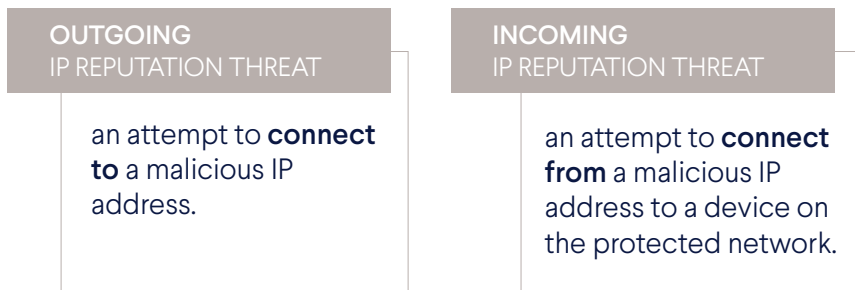 OUTGOING
IP REPUTATION THREAT
an attempt to connect
to a malicious IP
address.
INCOMING
IP REPUTATION THREAT
an attempt to connect
from a malicious IP
address to a device on
the protected network.